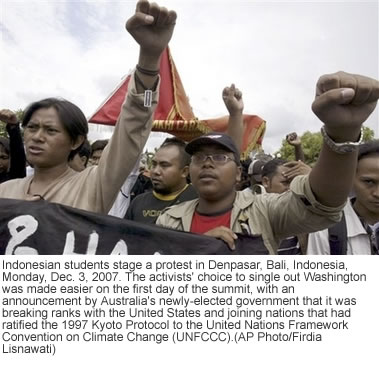 Indonesian students stage a protest in Denpasar, Bali, Indonesia,
Monday, Dec. 3, 2007. The activists' choice to single out Washington
was made easier on the first day of the summit, with an
announcement by Australia's newly-elected government that it was
breaking ranks with the United States and joining nations that had
ratified the 1997 Kyoto Protocol to the United Nations Framework
Convention on Climate Change (UNFCCC).(AP Photo/Firdia
Lisnawati)